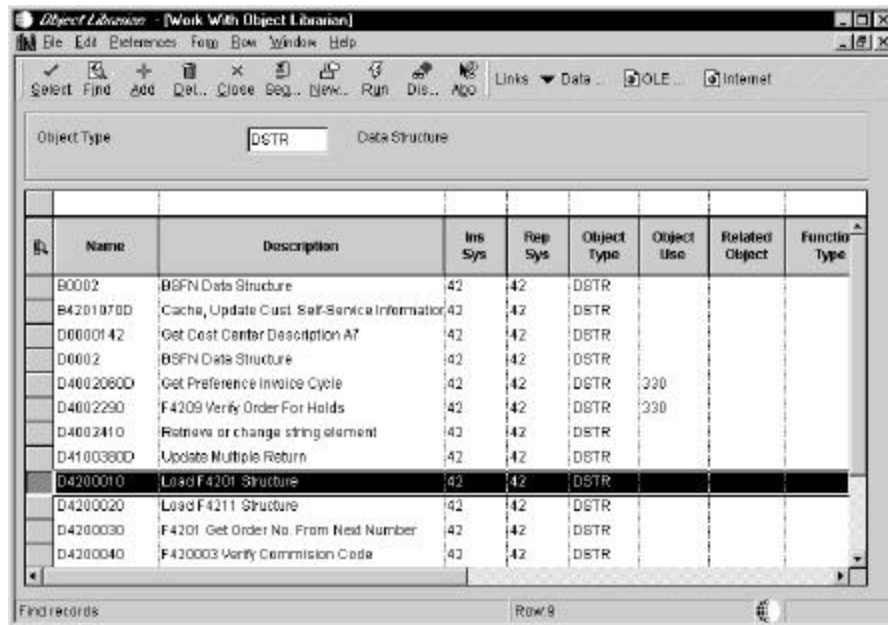 Object Librarian - [Work With Object Librarian]
File Edit Preferences Form Row Window Help
Select Find Add Del... Close Seq... New... Run Dis... Abo Links Data ... OLE ... Internet
Object Type DSTR Data Structure
Name Description Ins Sys Rep Sys Object Type Object Use Related Object Function Type
B0002 BSFN Data Structure 42 42 DSTR
B4201070D Cache, Update Cust. Self-Service Information 42 42 DSTR
D0000142 Get Cost Center Description A7 42 42 DSTR
D0002 BSFN Data Structure 42 42 DSTR
D4002080D Get Preference Invoice Cycle 42 42 DSTR 330
D4002290 F4209 Verify Order For Holds 42 42 DSTR 330
D4002410 Retrieve or change string element 42 42 DSTR
D4100380D Update Multiple Return 42 42 DSTR
D4200010 Load F4201 Structure 42 42 DSTR
D4200020 Load F4211 Structure 42 42 DSTR
D4200030 F4201 Get Order No. From Next Number 42 42 DSTR
D4200040 F420003 Verify Commision Code 42 42 DSTR
Find records Row:9